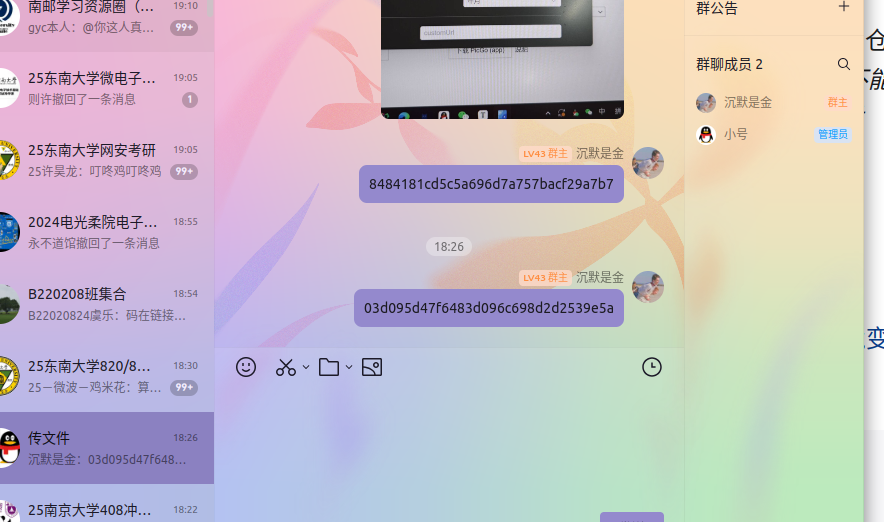 南邮学习资源圈（...
19:10
gyc本人：@你这人真...
99+
25东南大学微电子...
19:05
则许撤回了一条消息
1
25东南大学网安考研
19:05
25许昊龙：叮咚鸡叮咚鸡
99+
2024电光柔院电子...
18:55
永不道馆撤回了一条消息
B220208班集合
18:54
B22020824虞乐：码在链接...
25东南大学820/8...
18:30
25一微波一鸡米花：算...
99+
传文件
18:26
沉默是金：03d095d47f648...
25南京大学408冲...
18:22
customUrl
下载 PicGo (app)
LV43 群主 沉默是金
8484181cd5c5a696d7a757bacf29a7b7
18:26
LV43 群主 沉默是金
03d095d47f6483d096c698d2d2539e5a
群公告
群聊成员 2
沉默是金
群主
小号
管理员
仓
不能
变